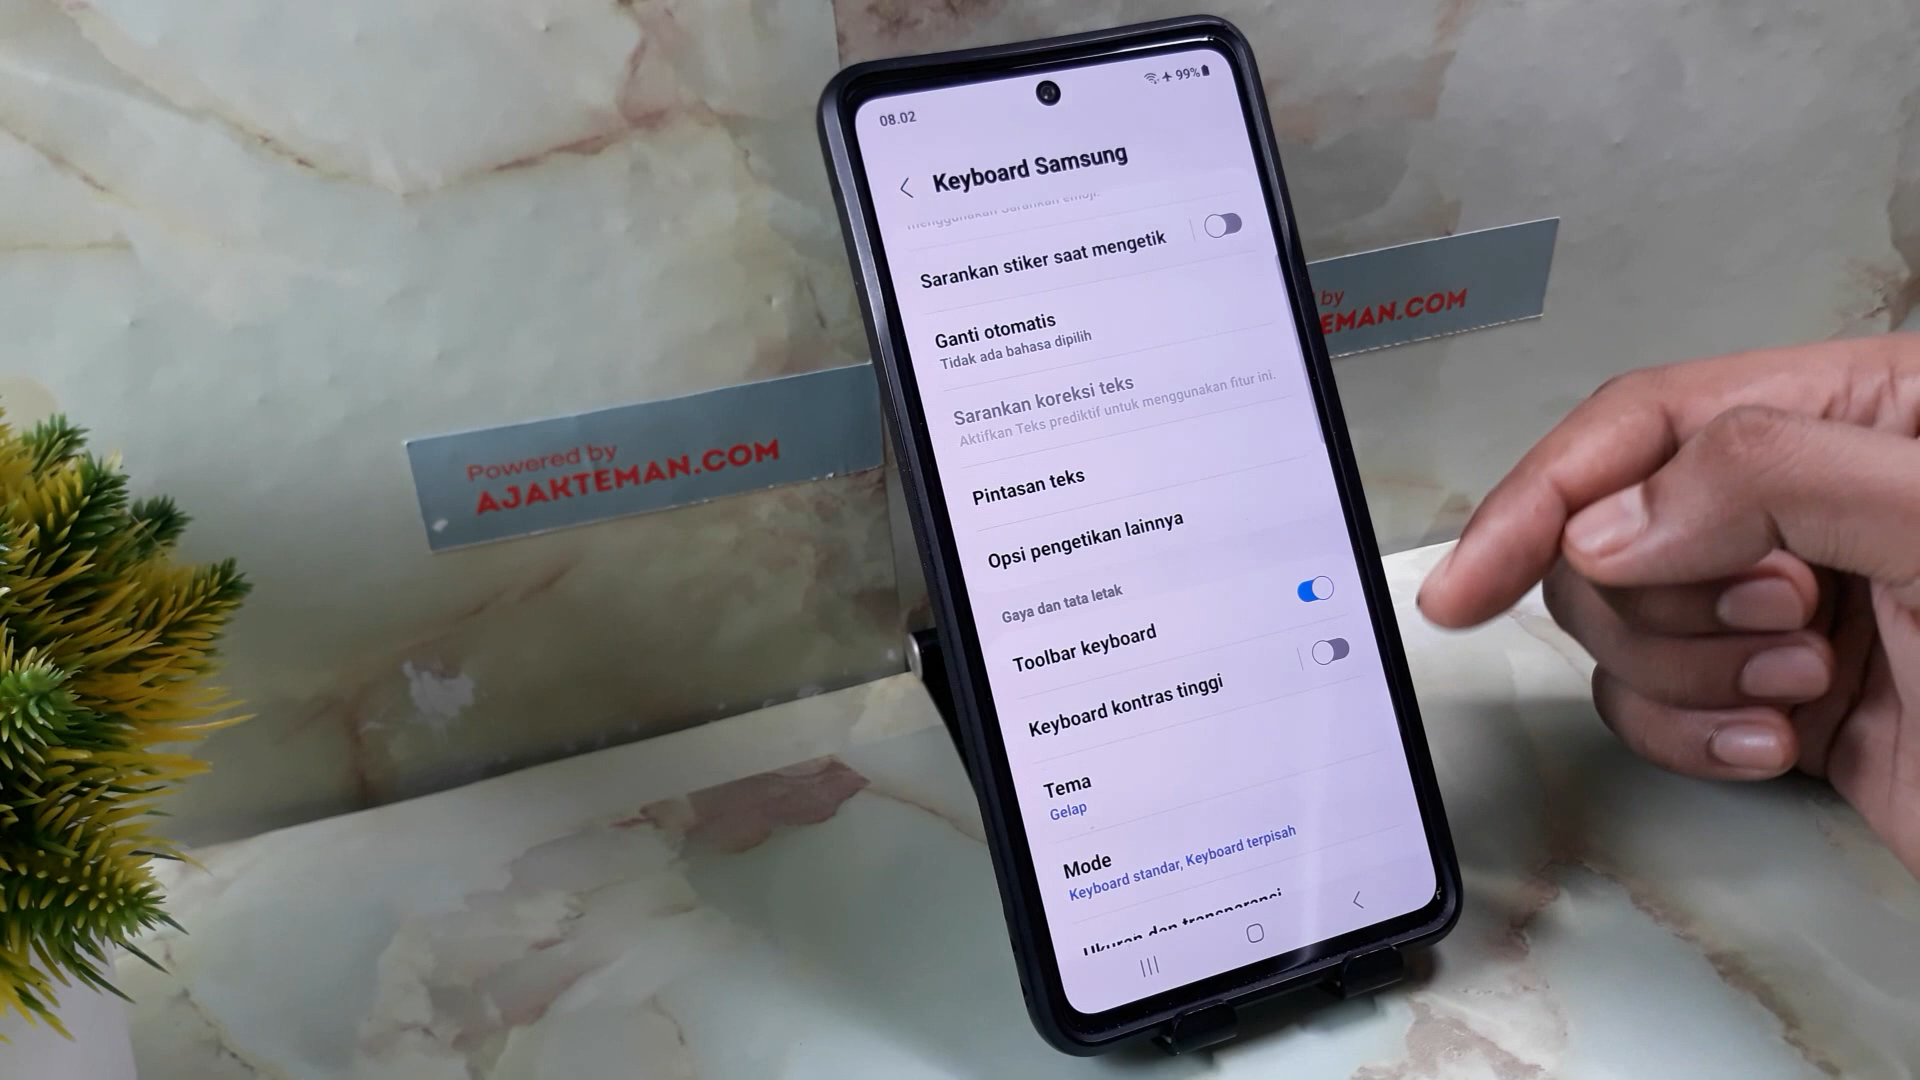 08.02
99%
Keyboard Samsung
menggunakan Sarankan emoji.
Sarankan stiker saat mengetik
Ganti otomatis
Tidak ada bahasa dipilih
Sarankan koreksi teks
Aktifkan Teks prediktif untuk menggunakan fitur ini.
Pintasan teks
Opsi pengetikan lainnya
Gaya dan tata letak
Toolbar keyboard
Keyboard kontras tinggi
Tema
Gelap
Mode
Keyboard standar, Keyboard terpisah
Ukuran dan transparansi
Powered by
AJAKTEMAN.COM
by
EMAN.COM